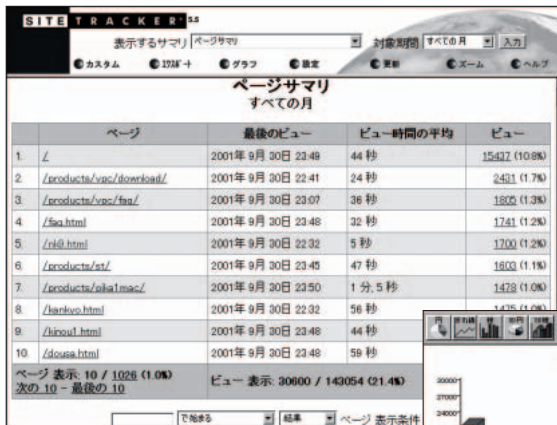 SITE TRACKER 5.5
表示するサマリ ページサマリ 対象期間 すべての月 入力
カスタム ｴｸｽﾎﾟｰﾄ グラフ 設定 更新 ズーム ヘルプ
ページサマリ
すべての月
ページ 最後のビュー ビュー時間の平均 ビュー
1. / 2001年 9月 30日 23:49 44 秒 15437 (10.8%)
2. /products/vpc/download/ 2001年 9月 30日 22:41 24 秒 2431 (1.7%)
3. /products/vpc/faq/ 2001年 9月 30日 23:07 36 秒 1805 (1.3%)
4. /faq.html 2001年 9月 30日 23:48 32 秒 1741 (1.2%)
5. 2001年 9月 30日 22:32 5 秒 1700 (1.2%)
6. /products/st/ 2001年 9月 30日 23:45 47 秒 1603 (1.1%)
7. /products/pika1mac/ 2001年 9月 30日 23:50 1 分, 5 秒 1478 (1.0%)
8. /kankyo.html 2001年 9月 30日 22:32 56 秒 1475 (1.0%)
9. /kinou1.html 2001年 9月 30日 23:48 44 秒
10. /dousa.html 2001年 9月 30日 23:48 59 秒
ページ 表示: 10 / 1026 (1.0%) ビュー 表示: 30600 / 143054 (21.4%)
次の 10 - 最後の 10
で始まる 結果 ページ 表示条件
30000
27000
24000